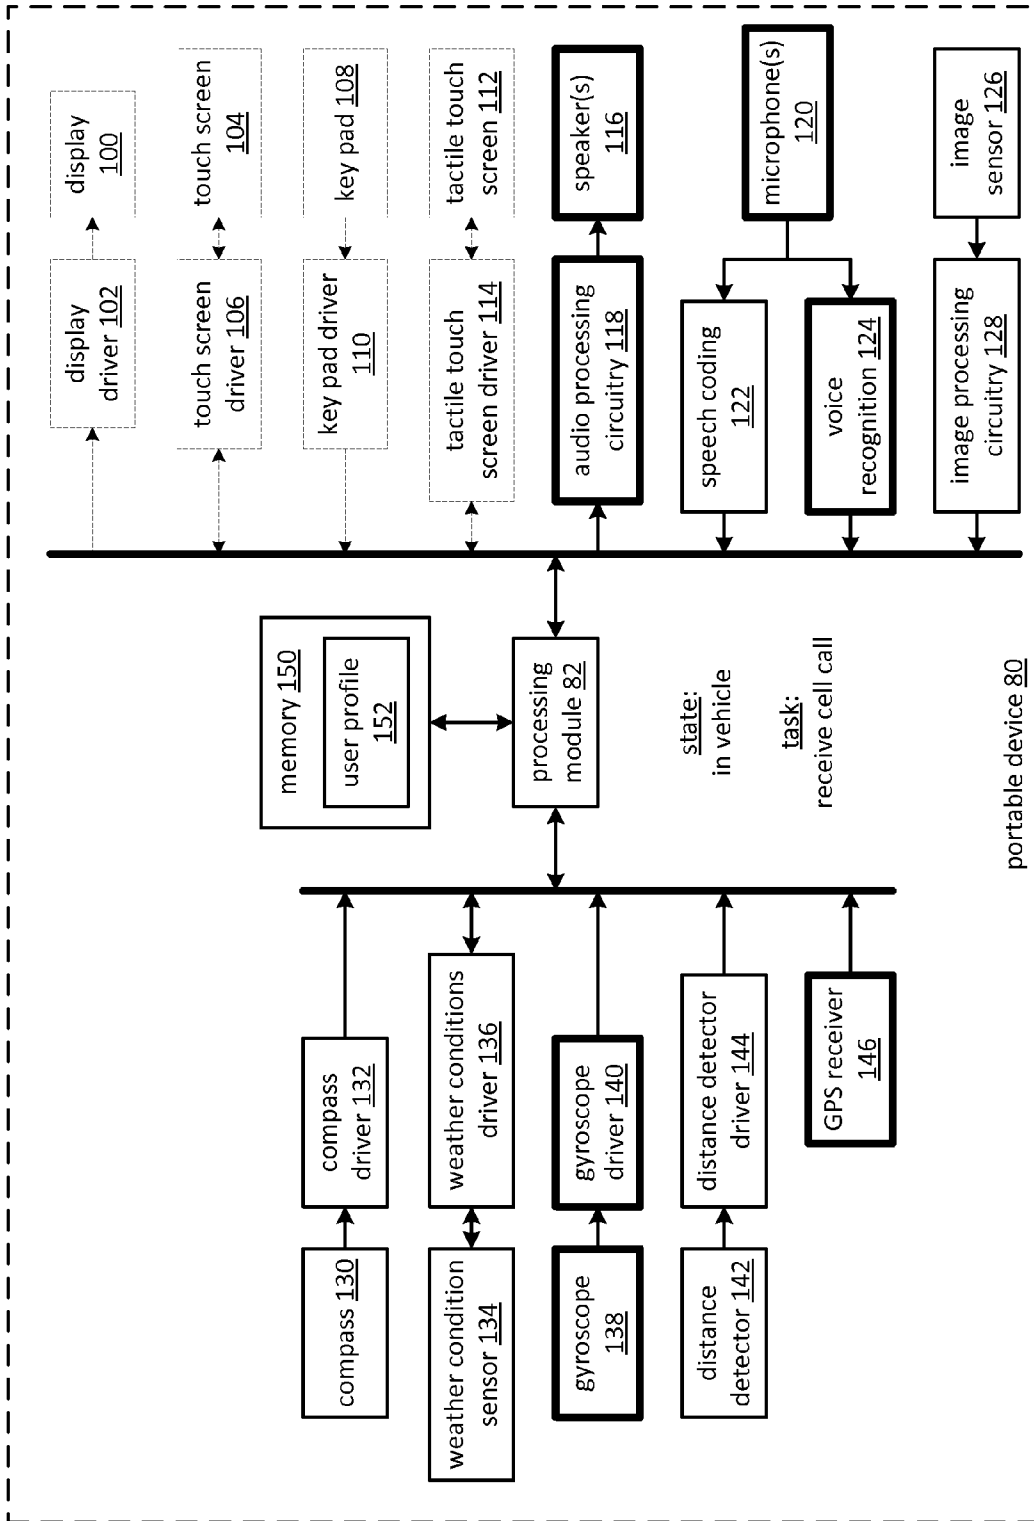 display
100
display
driver 102
touch screen
104
touch screen
driver 106
key pad 108
key pad driver
110
tactile touch
screen 112
tactile touch
screen driver 114
speaker(s)
116
audio processing
circuitry 118
microphone(s)
120
speech coding
122
voice
recognition 124
image
sensor 126
image processing
circuitry 128
memory 150
user profile
152
processing
module 82
state:
in vehicle
task:
receive cell call
portable device 80
compass 130
compass
driver 132
weather condition
sensor 134
weather conditions
driver 136
gyroscope
138
gyroscope
driver 140
distance
detector 142
distance detector
driver 144
GPS receiver
146